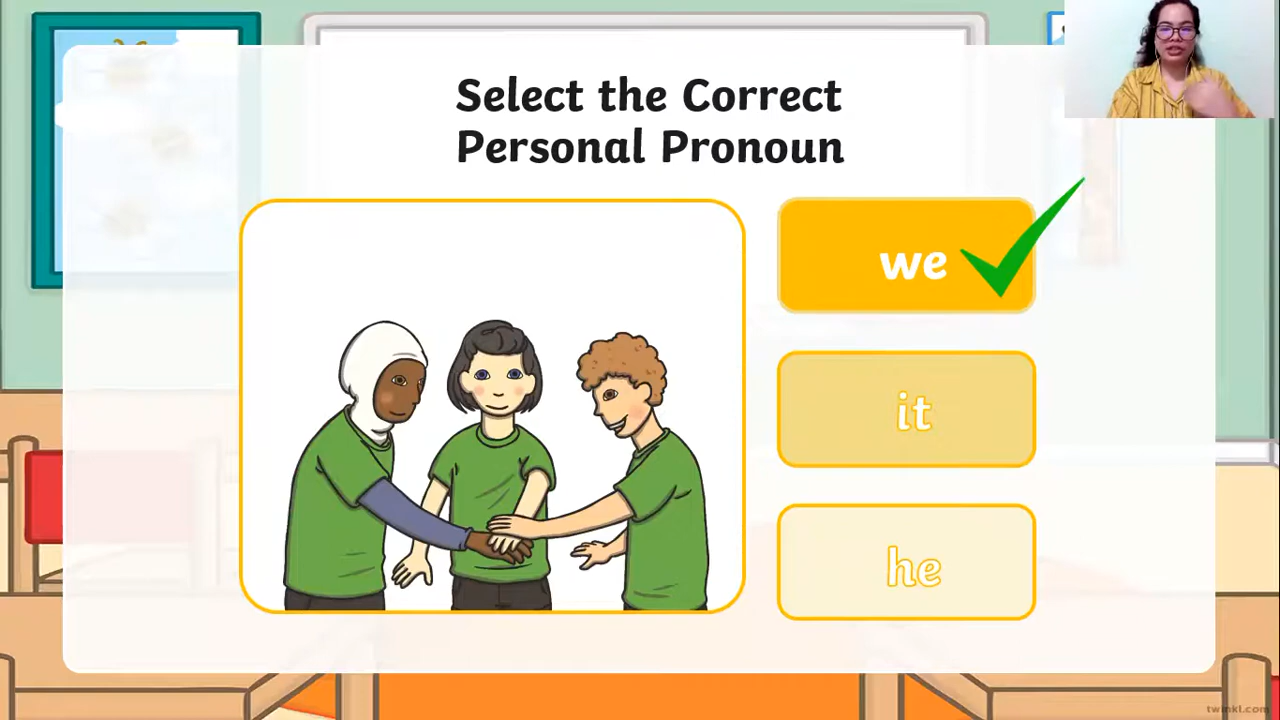 Select the Correct
Personal Pronoun
we
it
he
twinkl.com